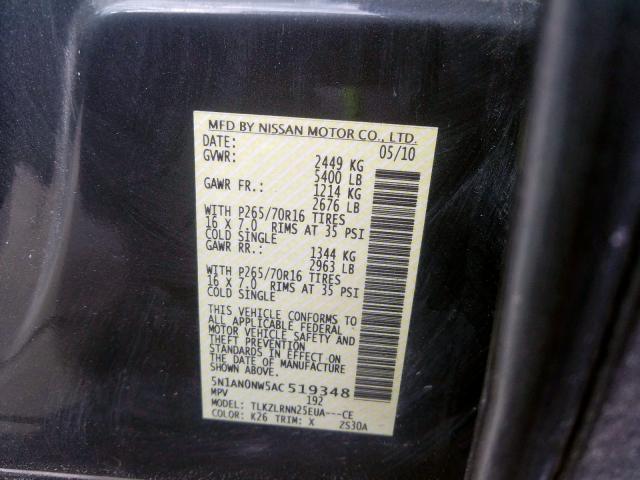 MFD BY NISSAN MOTOR CO., LTD.
DATE: 05/10
GVWR: 2449 KG
5400 LB
GAWR FR.: 1214 KG
2676 LB
WITH P265/70R16 TIRES
16 X 7.0 RIMS AT 35 PSI
COLD SINGLE
GAWR RR.: 1344 KG
2963 LB
WITH P265/70R16 TIRES
16 X 7.0 RIMS AT 35 PSI
COLD SINGLE
THIS VEHICLE CONFORMS TO
ALL APPLICABLE FEDERAL
MOTOR VEHICLE SAFETY AND
THEFT PREVENTION
STANDARDS IN EFFECT ON
THE DATE OF MANUFACTURE
SHOWN ABOVE.
5N1AN0NW5AC519348
MPV 192
MODEL: TLKZLRNN25EUA---CE
COLOR: K26 TRIM: X ZS30A